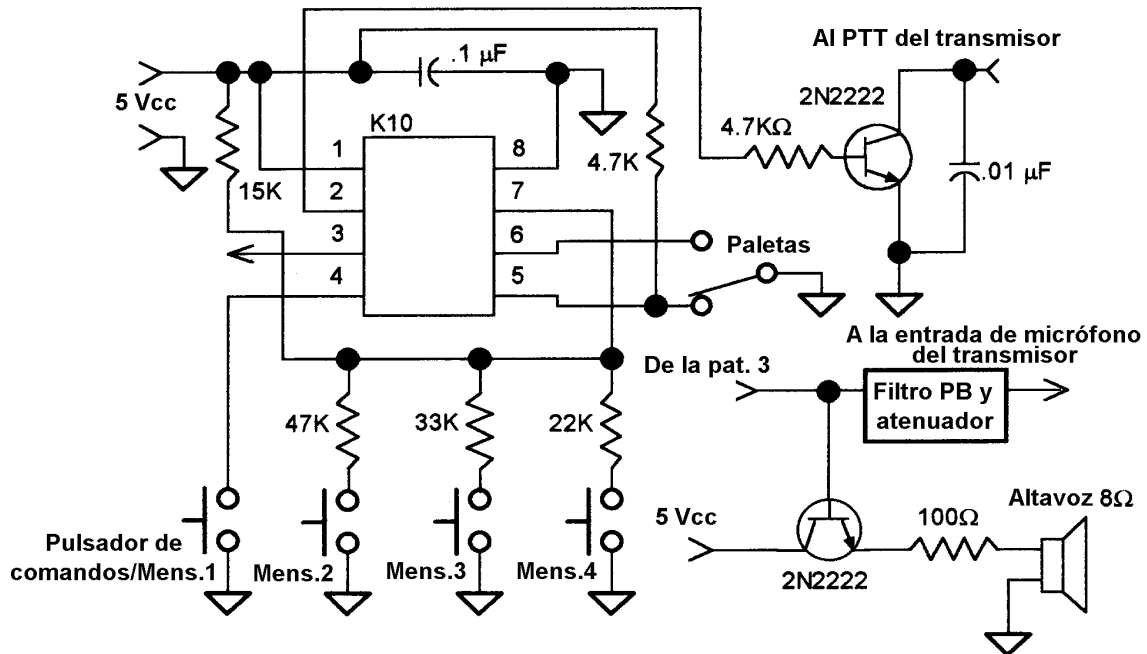 .1 µF
Al PTT del transmisor
5 Vcc
2N2222
K10
4.7KΩ
1
8
4.7K
.01 µF
2
7
15K
3
6
Paletas
4
5
A la entrada de micrófono
del transmisor
De la pat. 3
Filtro PB y
atenuador
47K
33K
22K
Altavoz 8Ω
5 Vcc
100Ω
Pulsador de
comandos/Mens.1
Mens.2
Mens.3
Mens.4
2N2222